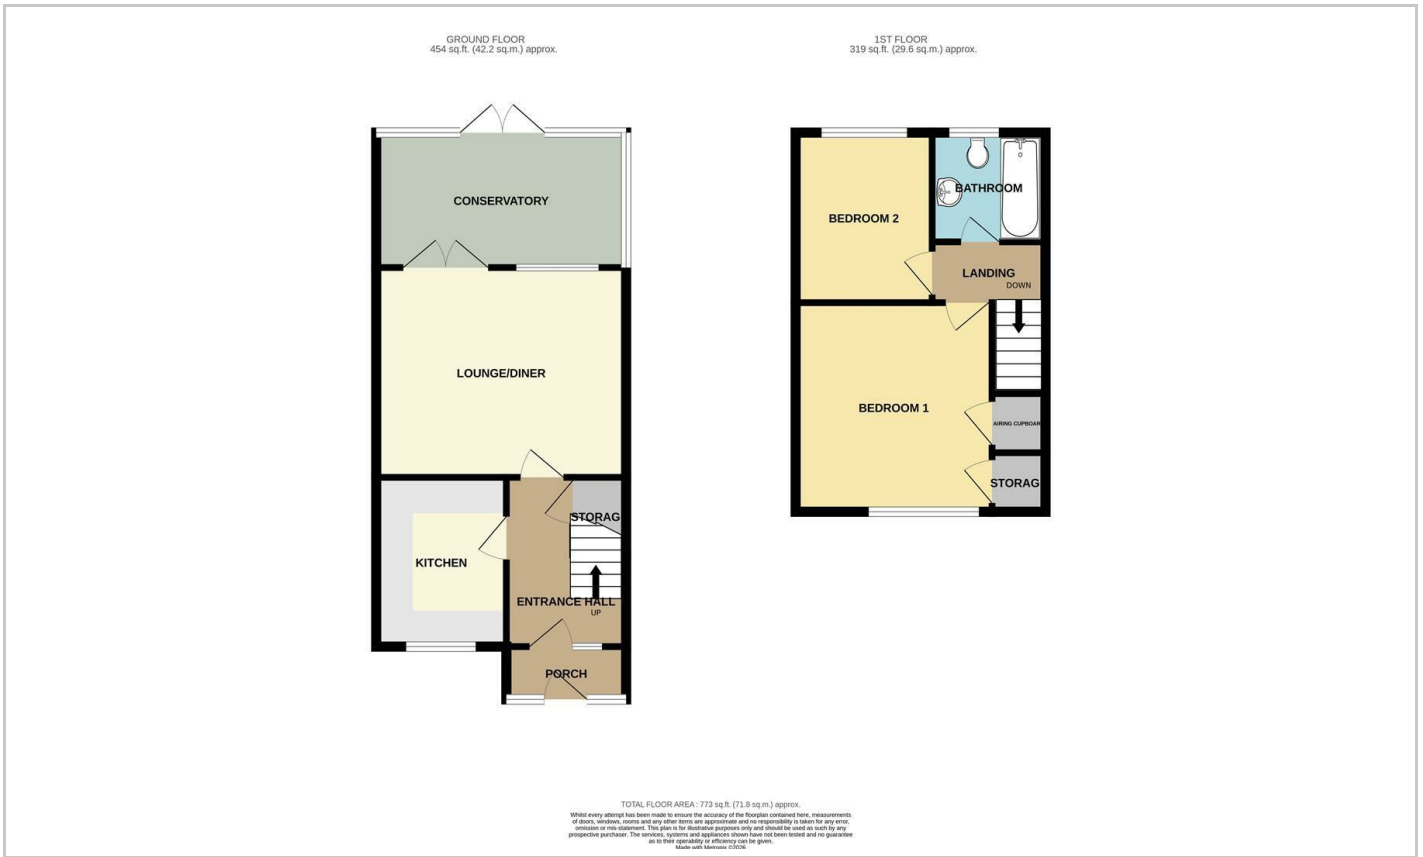 GROUND FLOOR
454 sq.ft. (42.2 sq.m.) approx.
1ST FLOOR
319 sq.ft. (29.6 sq.m.) approx.
CONSERVATORY
LOUNGE/DINER
STORAG
KITCHEN
ENTRANCE HALL
UP
PORCH
BEDROOM 2
BATHROOM
LANDING
DOWN
BEDROOM 1
AIRING CUPBOAR
STORAG
TOTAL FLOOR AREA : 773 sq.ft. (71.8 sq.m.) approx.
Whilst every attempt has been made to ensure the accuracy of the floorplan contained here, measurements
of doors, windows, rooms and any other items are approximate and no responsibility is taken for any error,
omission or mis-statement. This plan is for illustrative purposes only and should be used as such by any
prospective purchaser. The services, systems and appliances shown have not been tested and no guarantee
as to their operability or efficiency can be given.
Made with Metropix ©2026